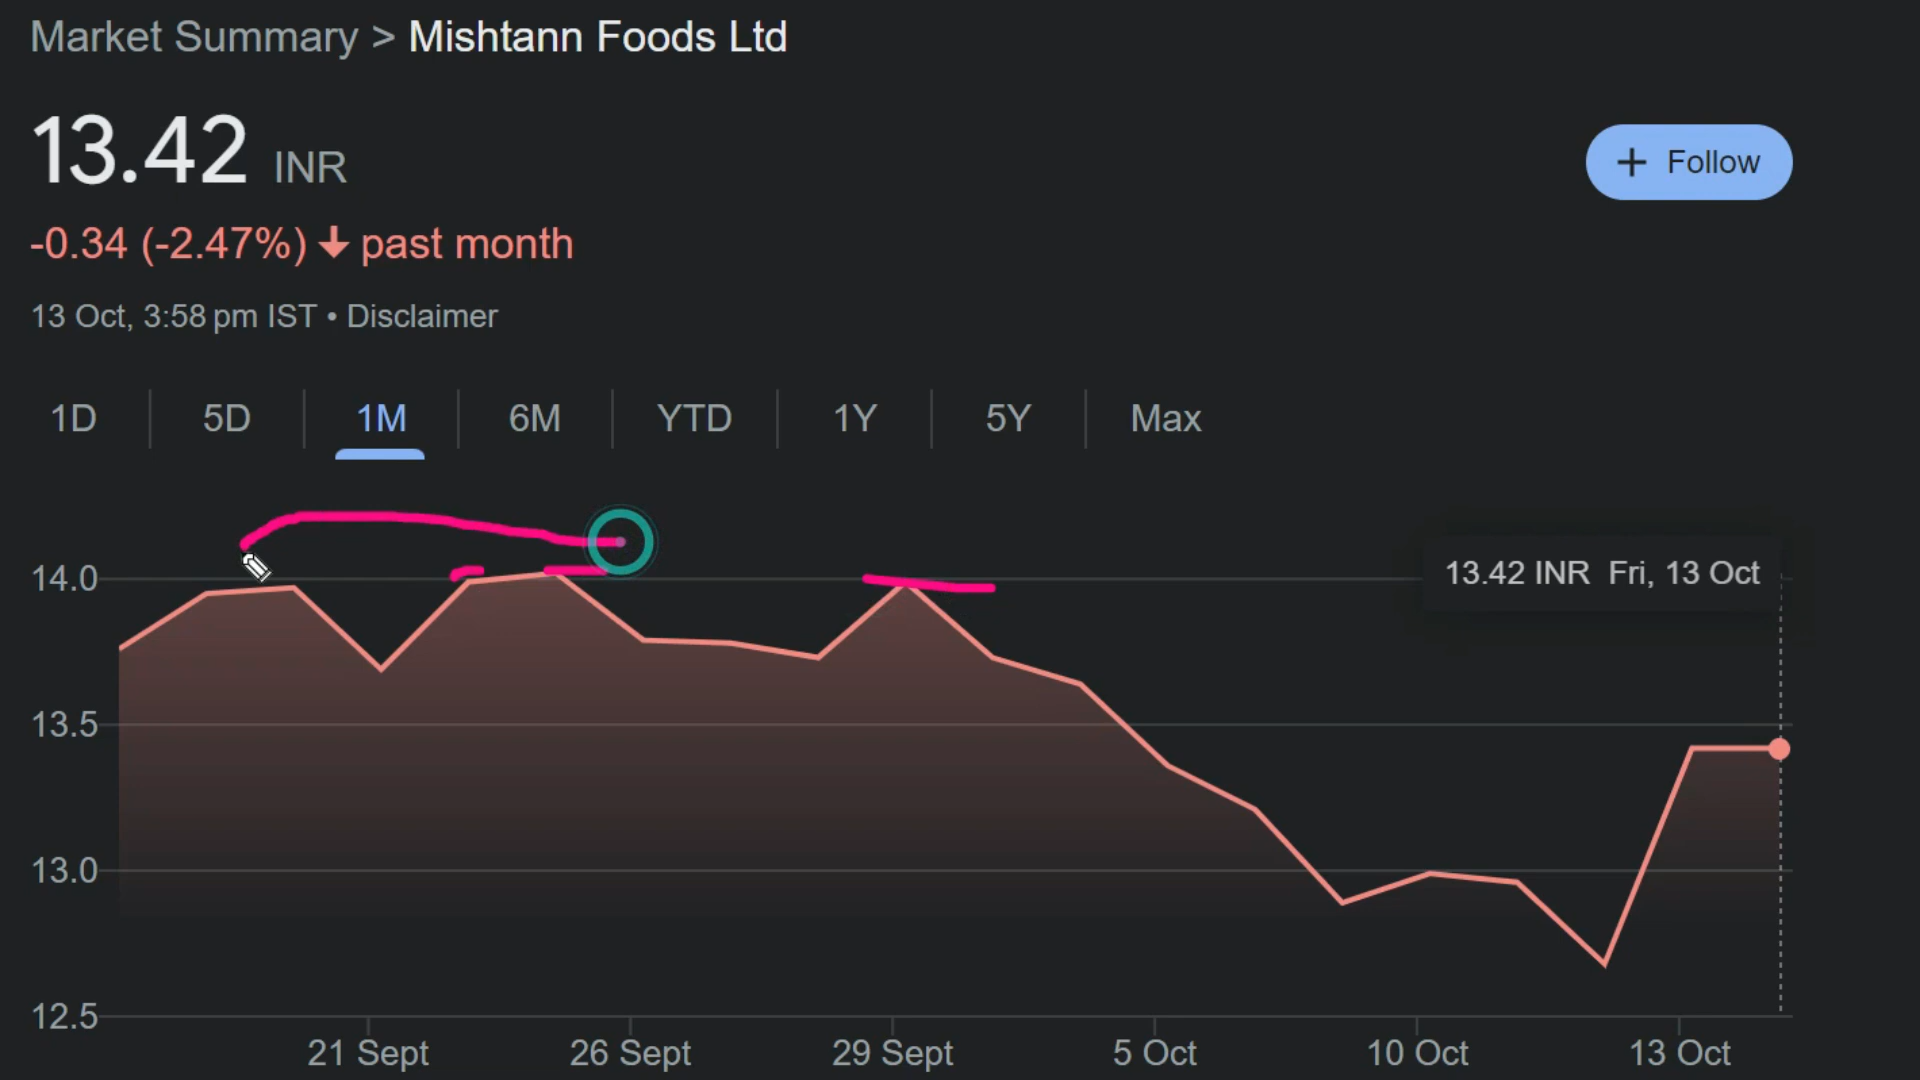 Market Summary > Mishtann Foods Ltd
13.42 INR
+ Follow
-0.34 (-2.47%) ↓ past month
13 Oct, 3:58 pm IST • Disclaimer
1D 5D 1M 6M YTD 1Y 5Y Max
13.42 INR Fri, 13 Oct
14.0
13.5
13.0
12.5
21 Sept 26 Sept 29 Sept 5 Oct 10 Oct 13 Oct